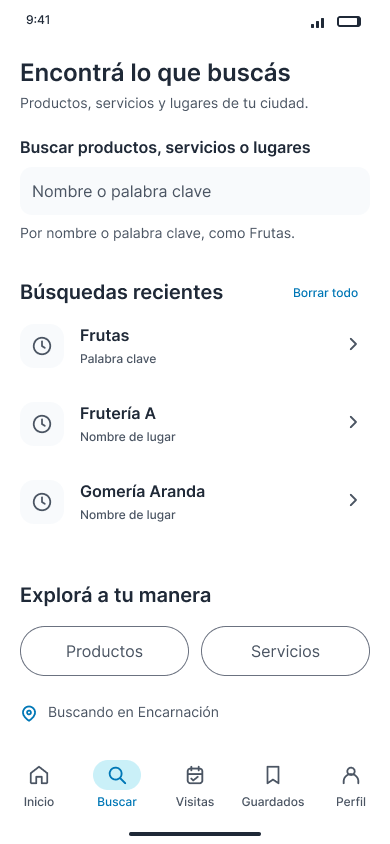 9:41
Encontrá lo que buscás
Productos, servicios y lugares de tu ciudad.
Buscar productos, servicios o lugares
Nombre o palabra clave
Por nombre o palabra clave, como Frutas.
Búsquedas recientes
Borrar todo
Frutas
Palabra clave
Frutería A
Nombre de lugar
Gomería Aranda
Nombre de lugar
Explorá a tu manera
Productos
Servicios
Buscando en Encarnación
Inicio
Buscar
Visitas
Guardados
Perfil